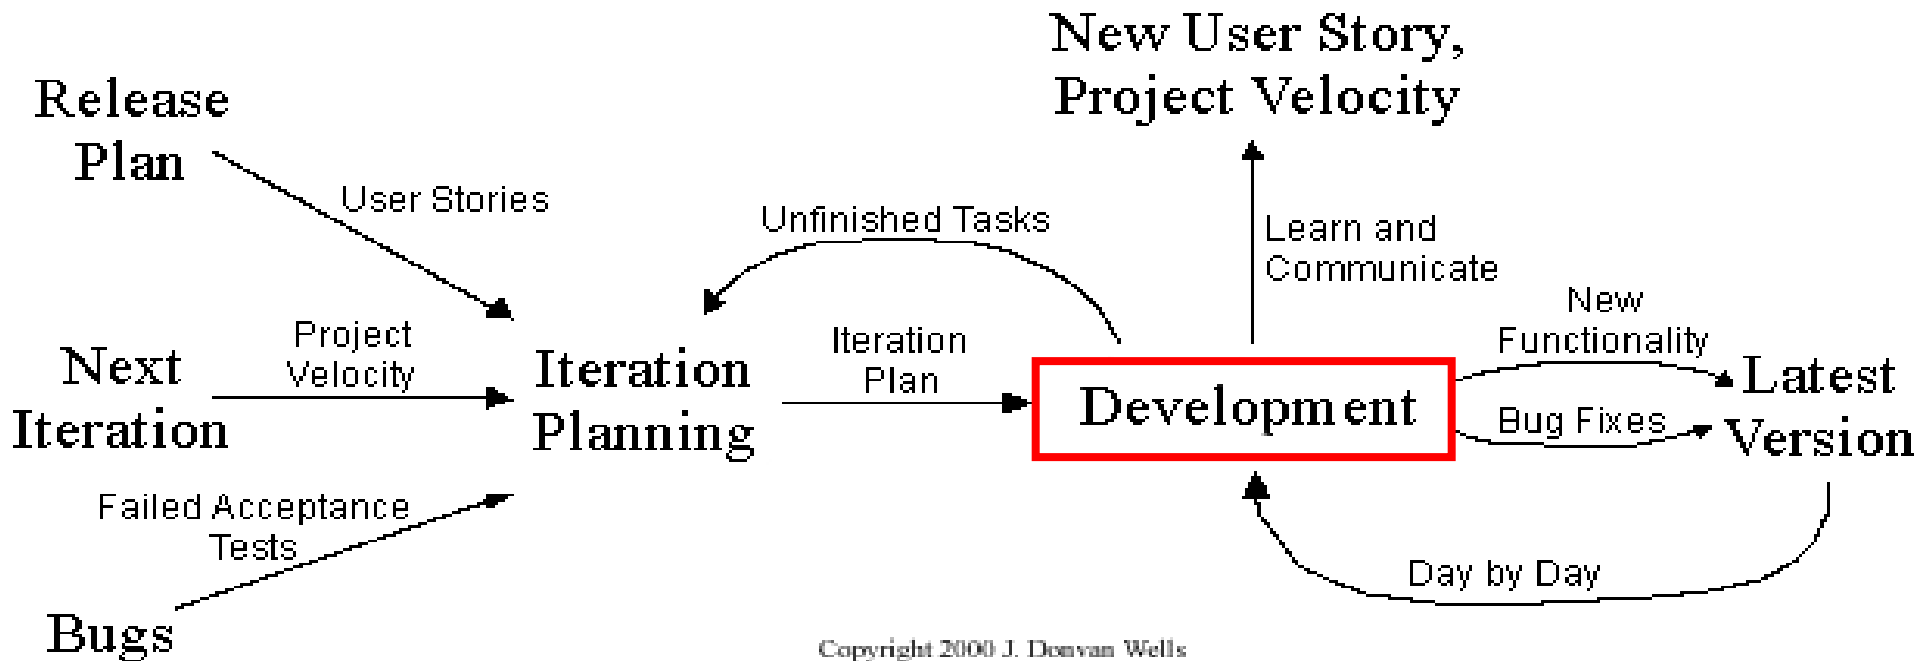 New User Story,
Project Velocity
Release
Plan
User Stories
Unfinished Tasks
Learn and
Communicate
Next
Iteration
Project
Velocity
Iteration
Planning
Iteration
Plan
Development
New
Functionality
Bug Fixes
Latest
Version
Failed Acceptance
Tests
Bugs
Day by Day
Copyright 2000 J. Donvan Wells